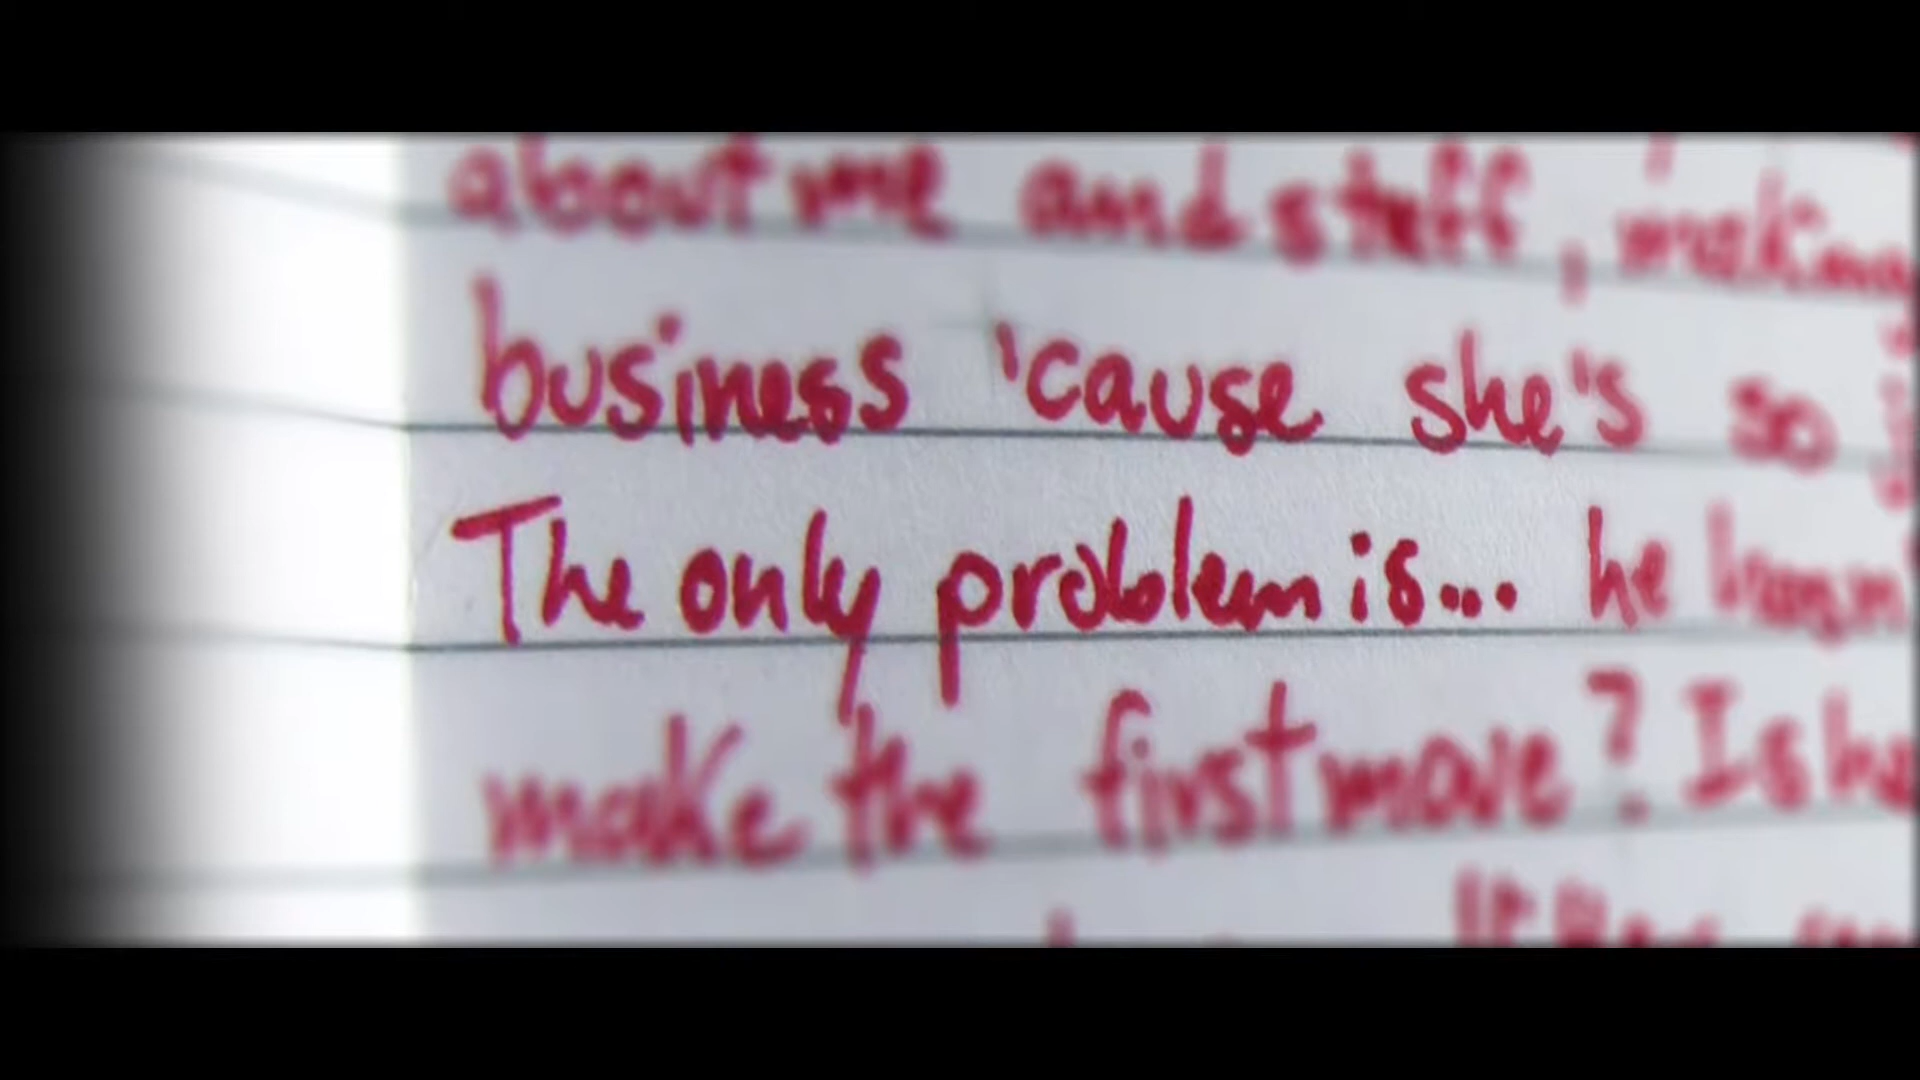 about me and stuff, making
business 'cause she's so
The only problem is... he hasn'
make the first move? Is he